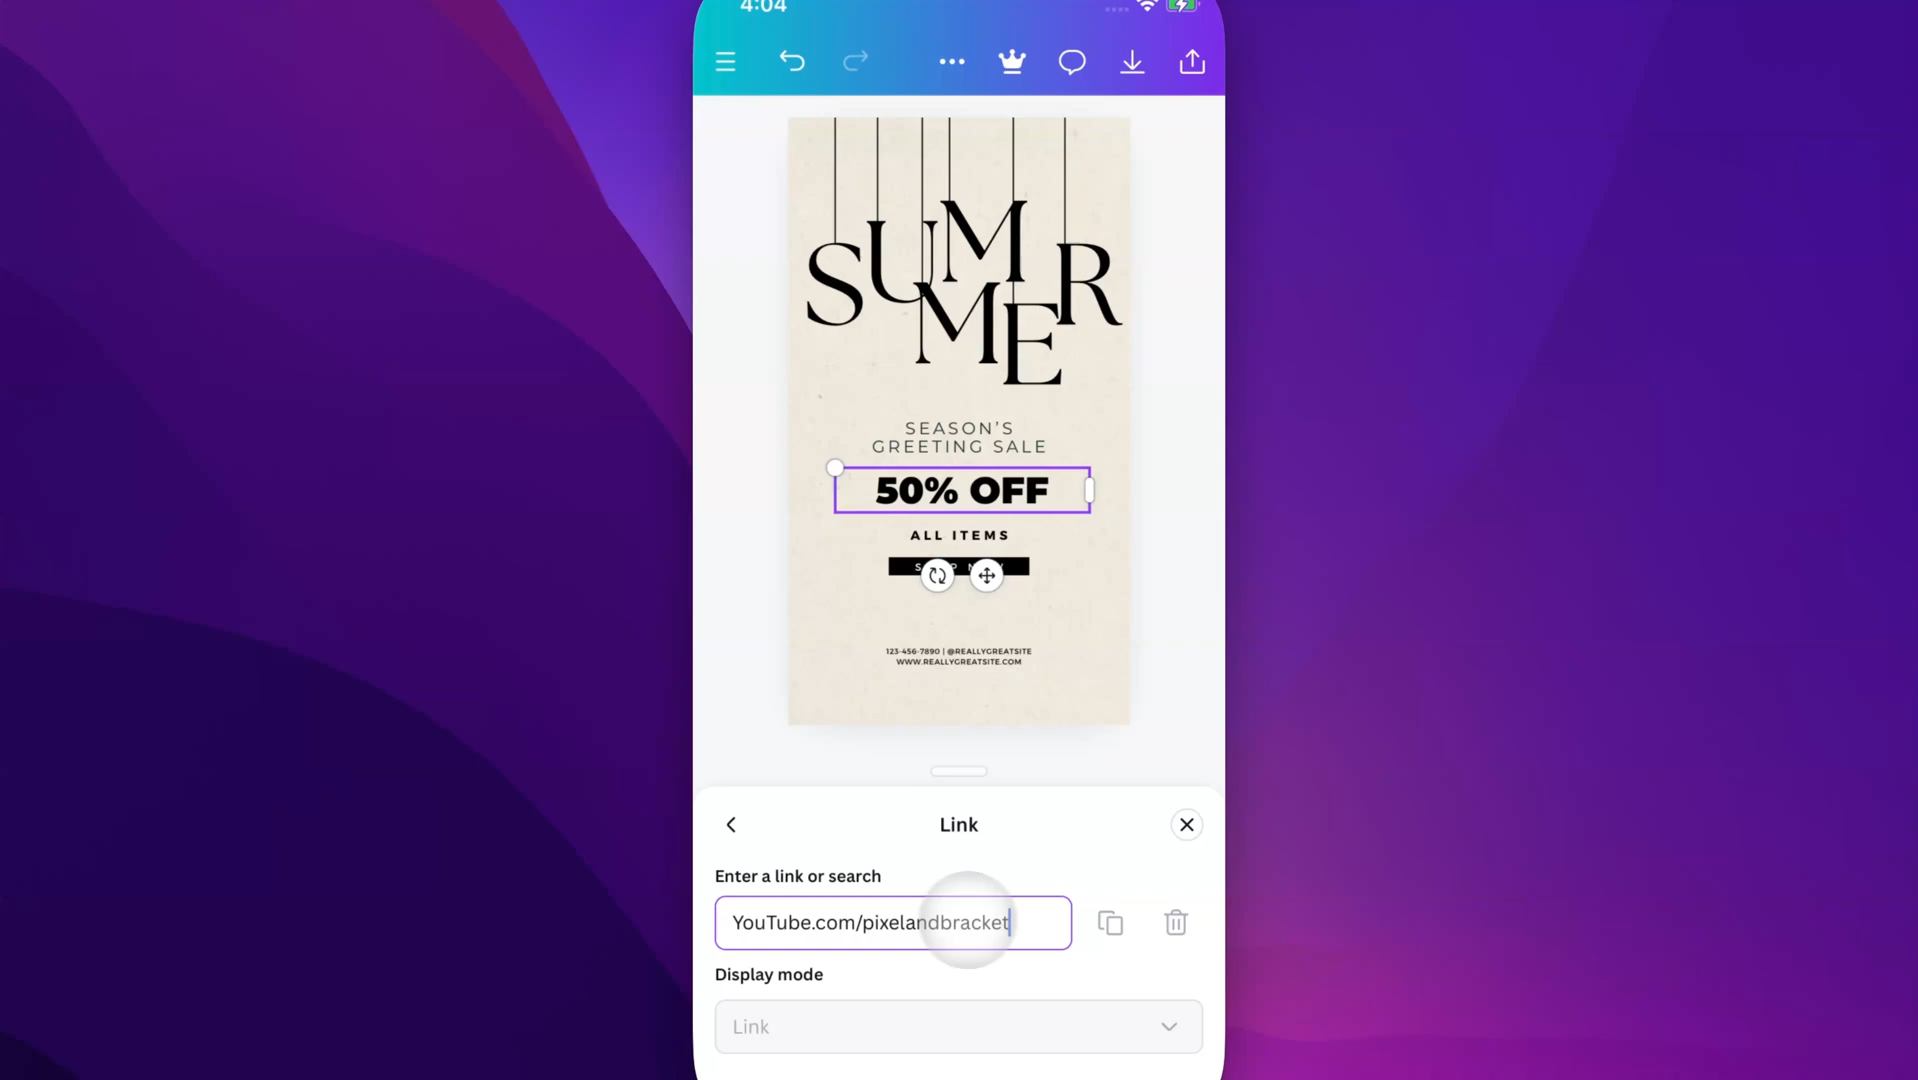 4:04
SUMMER
SEASON'S
GREETING SALE
50% OFF
ALL ITEMS
123-456-7890 | @REALLYGREATSITE
WWW.REALLYGREATSITE.COM
Link
Enter a link or search
YouTube.com/pixelandbracket
Display mode
Link